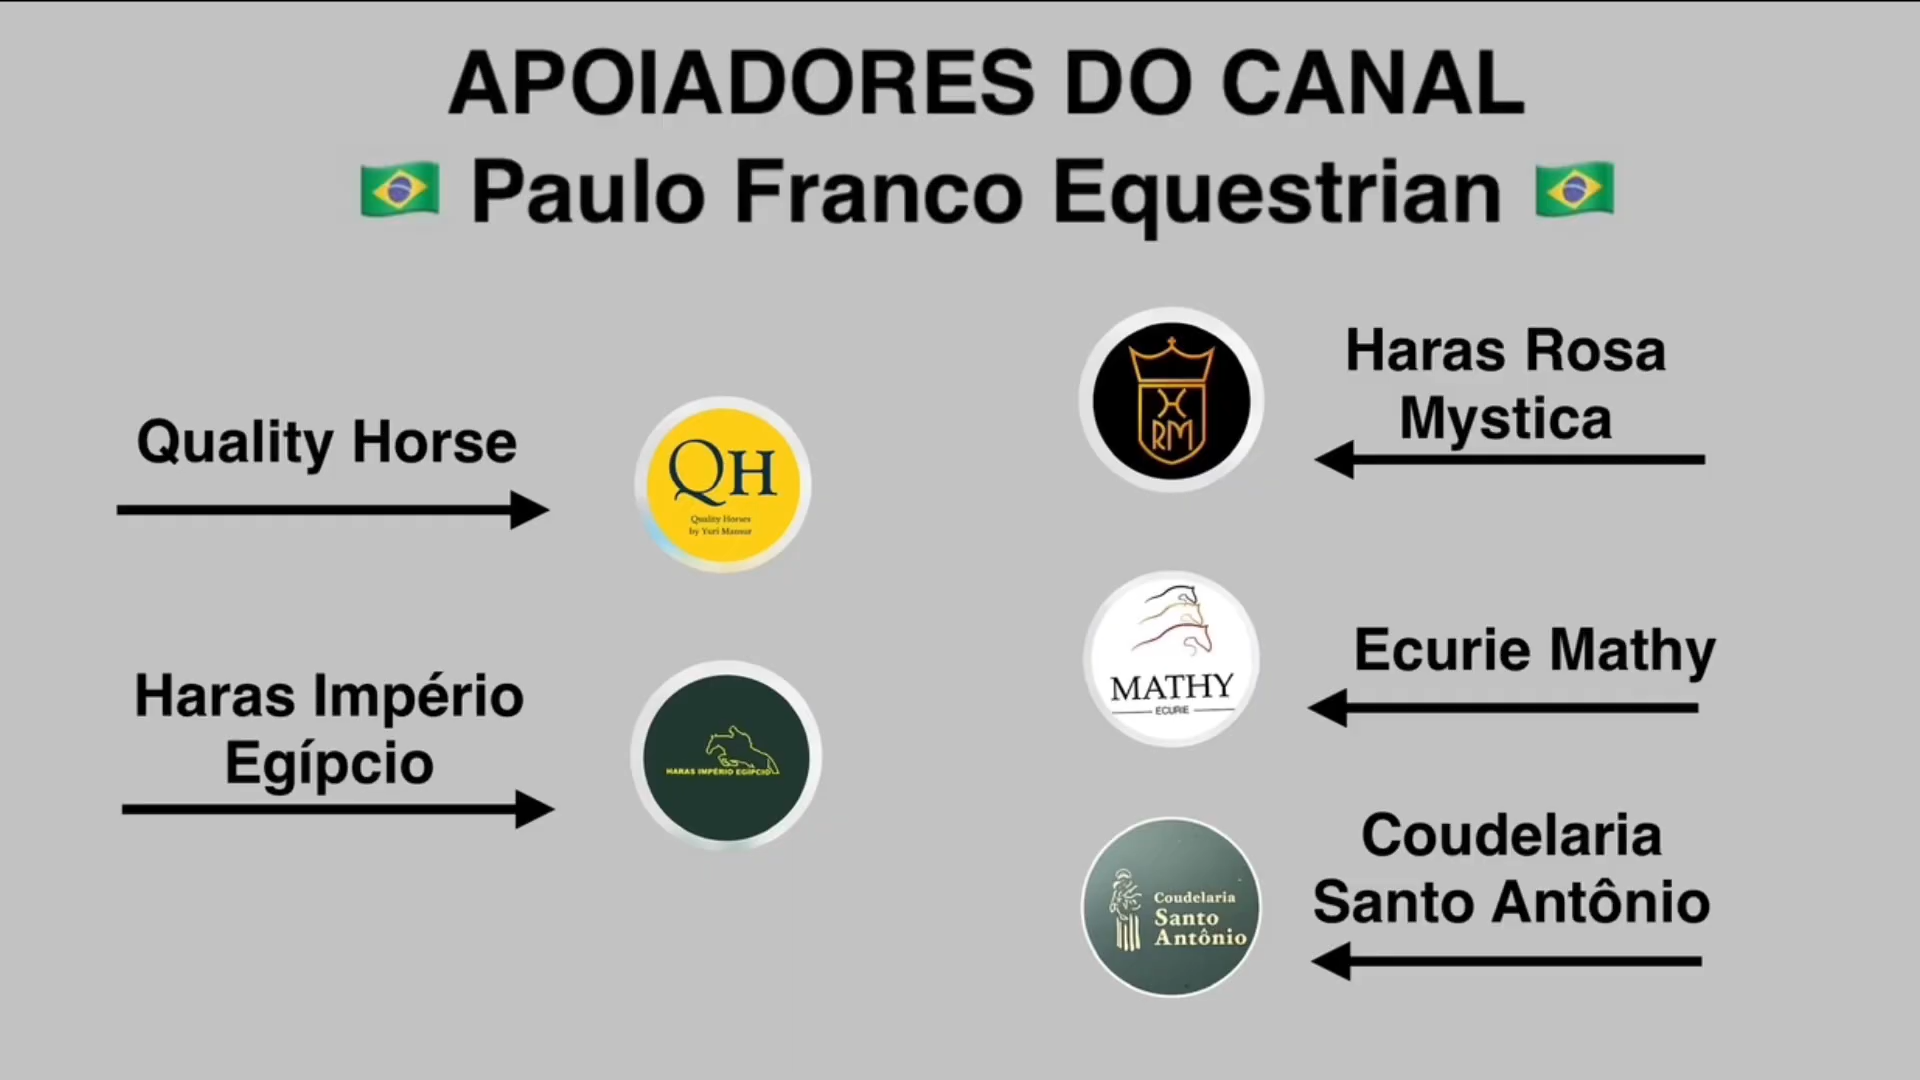 APOIADORES DO CANAL
Paulo Franco Equestrian
Quality Horse
QH
Quality Horses
by Yuri Mansur
Haras Império
Egípcio
HARAS IMPÉRIO EGÍPCIO
Haras Rosa
Mystica
H
RM
Ecurie Mathy
MATHY
ECURIE
Coudelaria
Santo Antônio
Coudelaria
Santo
Antônio